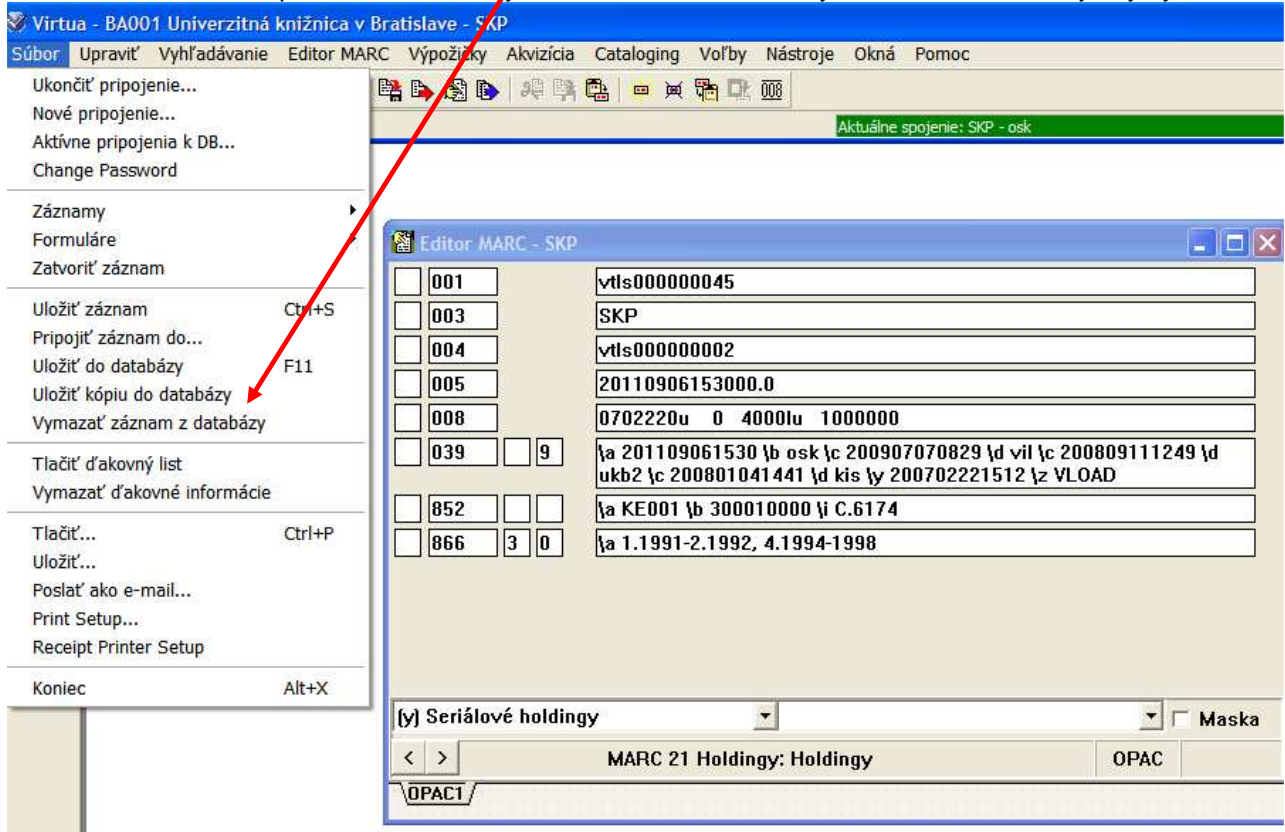 Virtua - BA001 Univerzitná knižnica v Bratislave - SKP
Súbor Upraviť Vyhľadávanie Editor MARC Výpožičky Akvizícia Cataloging Voľby Nástroje Okná Pomoc
008
Aktuálne spojenie: SKP - osk
Ukončiť pripojenie...
Nové pripojenie...
Aktívne pripojenia k DB...
Change Password
Záznamy
Formuláre
Zatvoriť záznam
Uložiť záznam Ctrl+S
Pripojiť záznam do...
Uložiť do databázy F11
Uložiť kópiu do databázy
Vymazať záznam z databázy
Tlačiť ďakovný list
Vymazať ďakovné informácie
Tlačiť... Ctrl+P
Uložiť...
Poslať ako e-mail...
Print Setup...
Receipt Printer Setup
Koniec Alt+X
Editor MARC - SKP
001 vtls000000045
003 SKP
004 vtls000000002
005 20110906153000.0
008 0702220u 0 4000lu 1000000
039 9 \a 201109061530 \b osk \c 200907070829 \d vil \c 200809111249 \d
ukb2 \c 200801041441 \d kis \y 200702221512 \z VLOAD
852 \a KE001 \b 300010000 \i C.6174
866 3 0 \a 1.1991-2.1992, 4.1994-1998
(y) Seriálové holdingy Maska
< > MARC 21 Holdingy: Holdingy OPAC
OPAC1